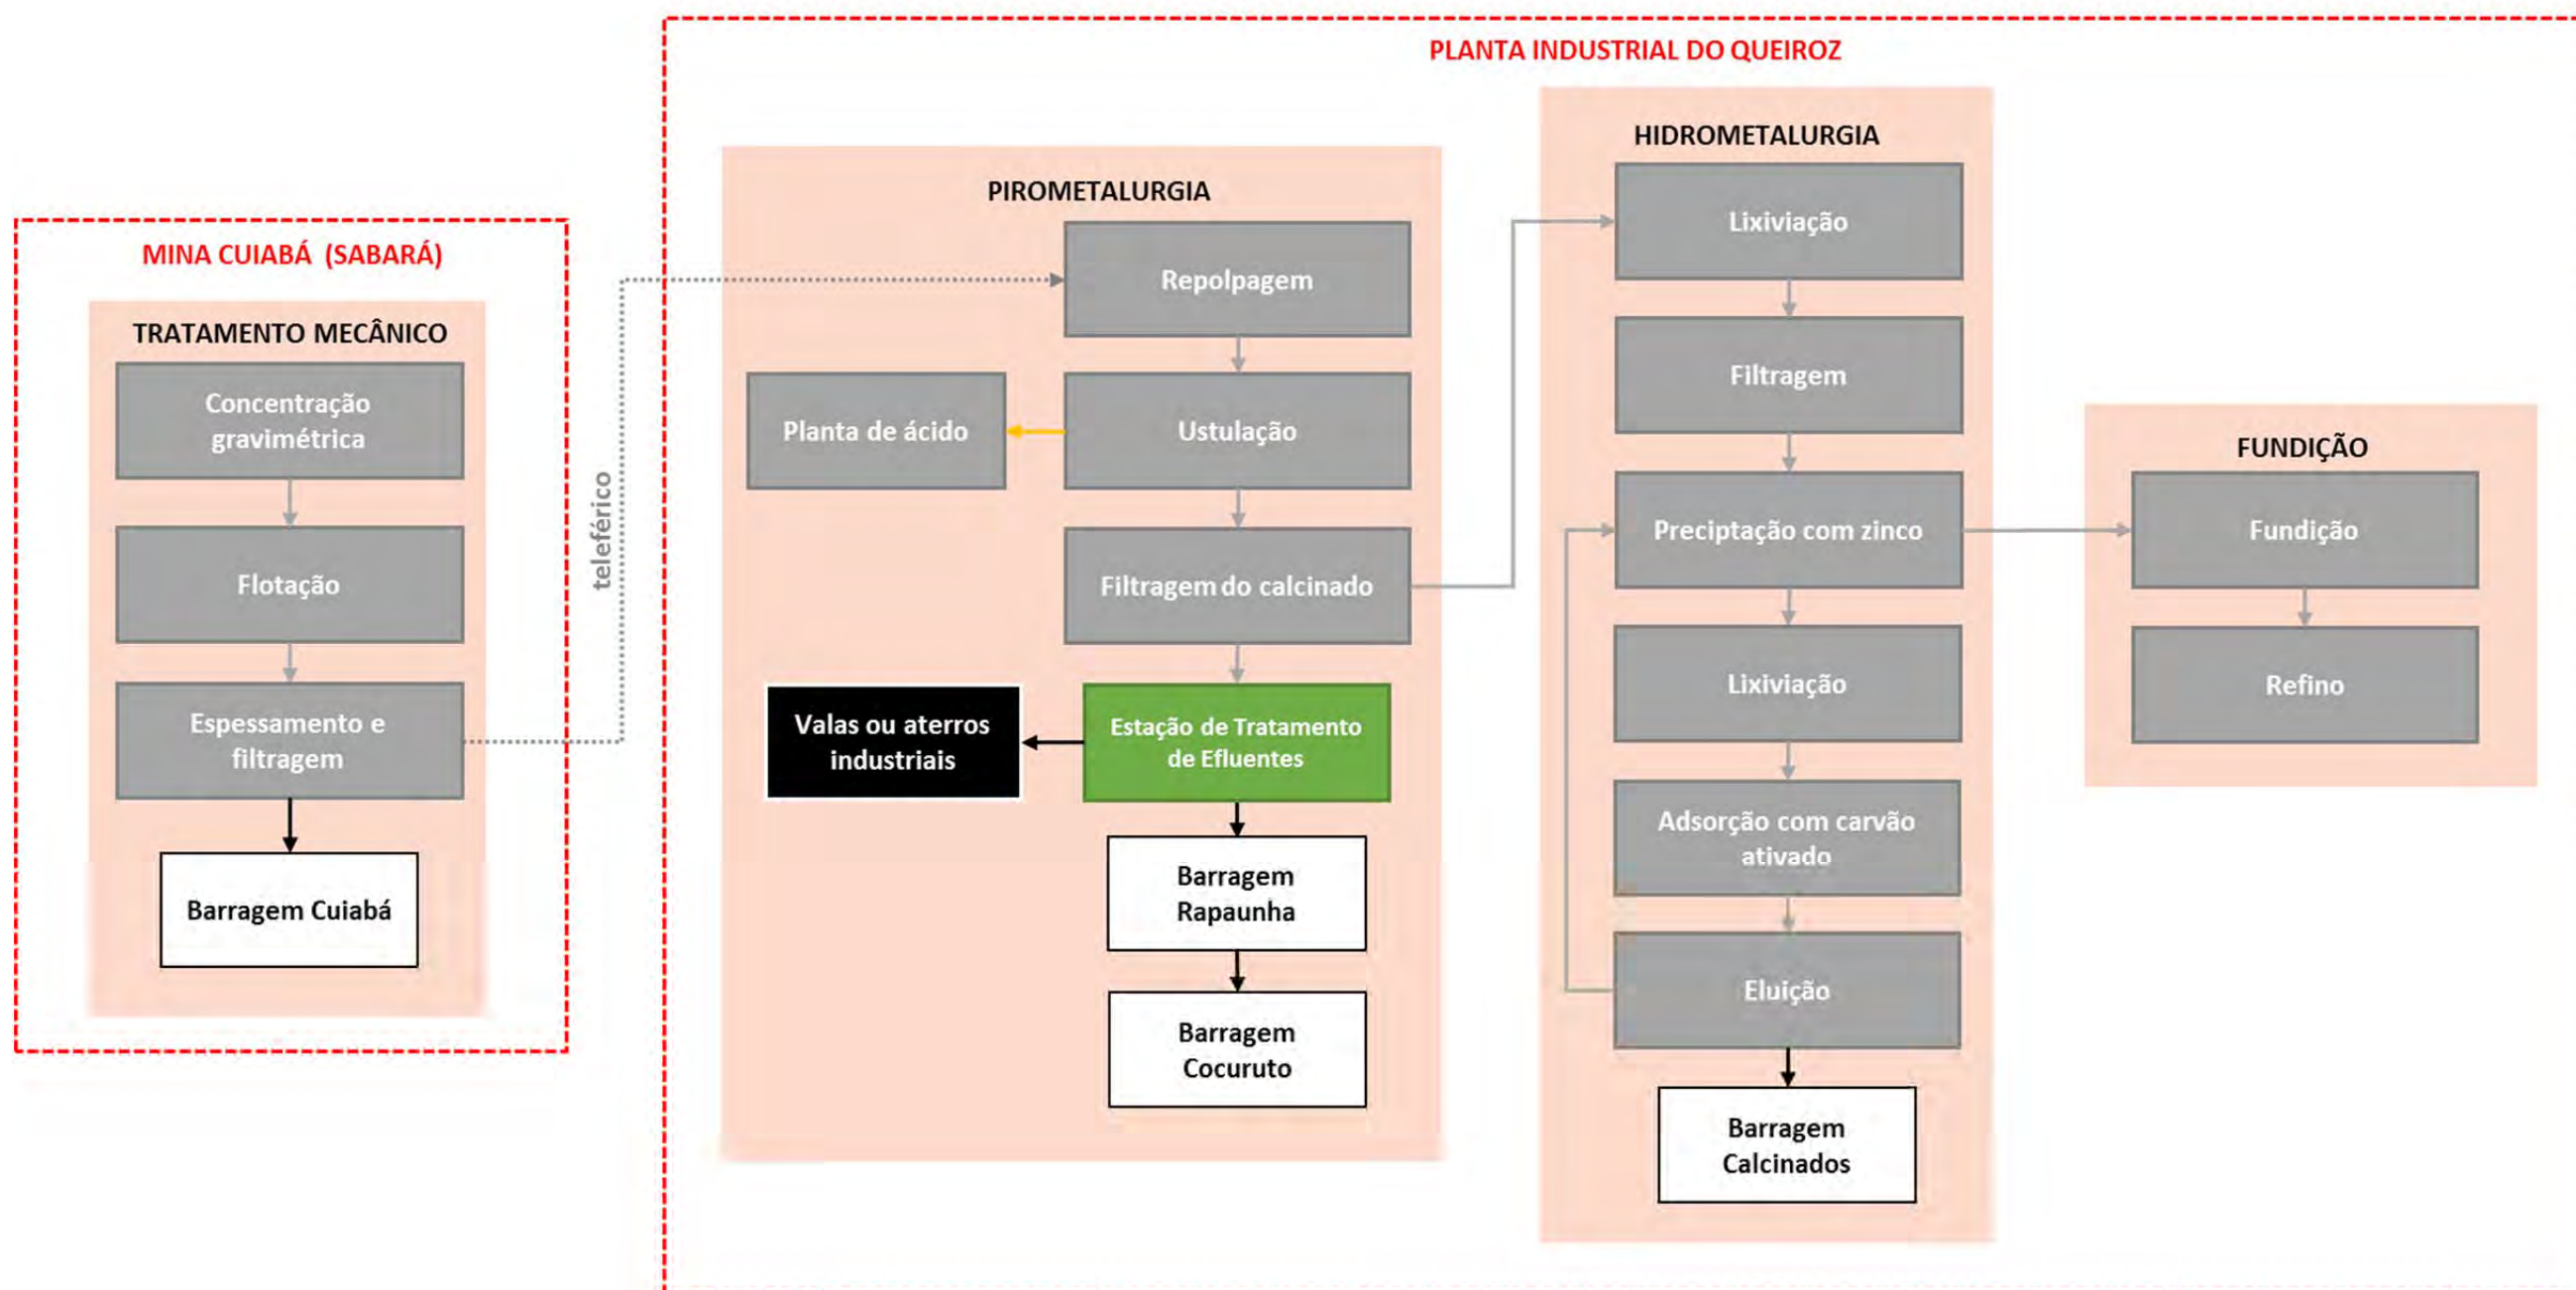 PLANTA INDUSTRIAL DO QUEIROZ
MINA CUIABÁ (SABARÁ)
TRATAMENTO MECÂNICO
Concentração
gravimétrica
Flotação
Espessamento e
filtragem
Barragem Cuiabá
teleférico
PIROMETALURGIA
Repolpagem
Planta de ácido
Ustulação
Filtragem do calcinado
Valas ou aterros
industriais
Estação de Tratamento
de Efluentes
Barragem
Rapaunha
Barragem
Cocuruto
HIDROMETALURGIA
Lixiviação
Filtragem
Preciptação com zinco
Lixiviação
Adsorção com carvão
ativado
Eluição
Barragem
Calcinados
FUNDIÇÃO
Fundição
Refino